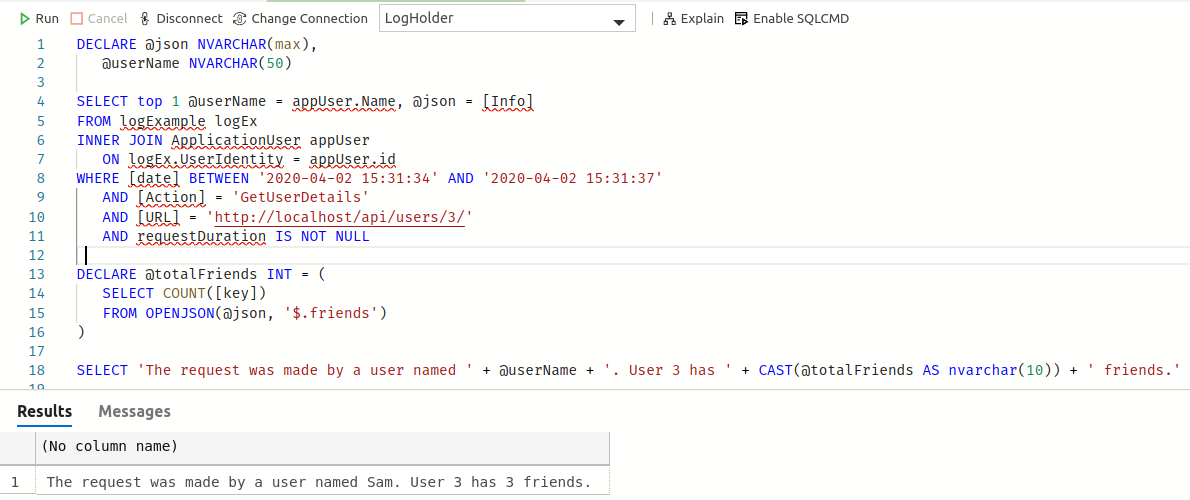 Run Cancel Disconnect Change Connection LogHolder Explain Enable SQLCMD
1 DECLARE @json NVARCHAR(max),
2 @userName NVARCHAR(50)
3
4 SELECT top 1 @userName = appUser.Name, @json = [Info]
5 FROM logExample logEx
6 INNER JOIN ApplicationUser appUser
7 ON logEx.UserIdentity = appUser.id
8 WHERE [date] BETWEEN '2020-04-02 15:31:34' AND '2020-04-02 15:31:37'
9 AND [Action] = 'GetUserDetails'
10 AND [URL] = 'http://localhost/api/users/3/'
11 AND requestDuration IS NOT NULL
12
13 DECLARE @totalFriends INT = (
14 SELECT COUNT([key])
15 FROM OPENJSON(@json, '$.friends')
16 )
17
18 SELECT 'The request was made by a user named ' + @userName + '. User 3 has ' + CAST(@totalFriends AS nvarchar(10)) + ' friends.'
Results Messages
(No column name)
1 The request was made by a user named Sam. User 3 has 3 friends.